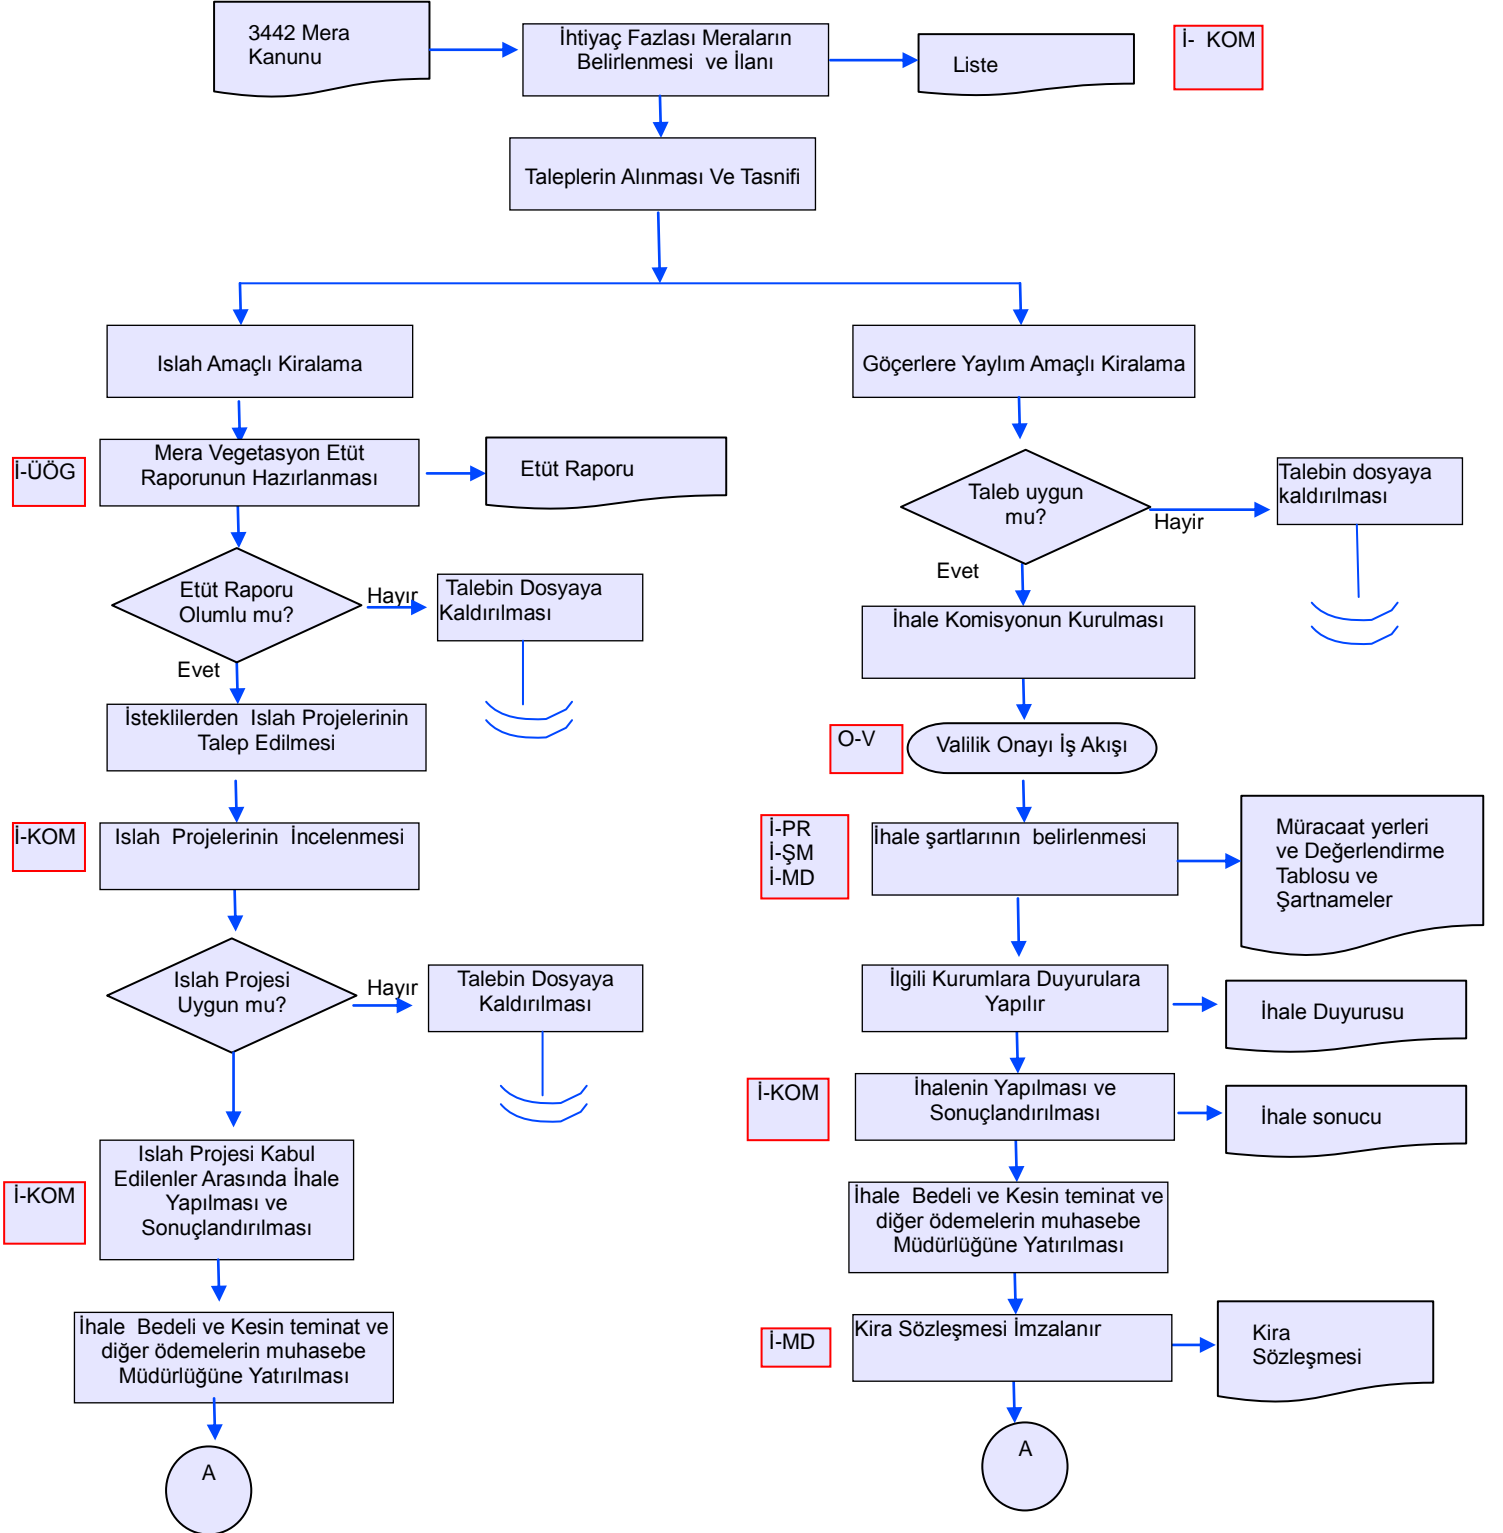 3442 Mera
Kanunu
İhtiyaç Fazlası Meraların
Belirlenmesi ve İlanı
Liste
İ- KOM
Taleplerin Alınması Ve Tasnifi
Islah Amaçlı Kiralama
Göçerlere Yaylım Amaçlı Kiralama
İ-ÜÖG
Mera Vegetasyon Etüt
Raporunun Hazırlanması
Etüt Raporu
Taleb uygun
mu?
Hayir
Talebin dosyaya
kaldırılması
Evet
Etüt Raporu
Olumlu mu?
Hayır
Talebin Dosyaya
Kaldırılması
Evet
İhale Komisyonun Kurulması
İsteklilerden Islah Projelerinin
Talep Edilmesi
O-V
Valilik Onayı İş Akışı
İ-KOM
Islah Projelerinin İncelenmesi
İ-PR
İ-ŞM
İ-MD
İhale şartlarının belirlenmesi
Müracaat yerleri
ve Değerlendirme
Tablosu ve
Şartnameler
Islah Projesi
Uygun mu?
Hayır
Talebin Dosyaya
Kaldırılması
İlgili Kurumlara Duyurulara
Yapılır
İhale Duyurusu
İ-KOM
İhalenin Yapılması ve
Sonuçlandırılması
İhale sonucu
İ-KOM
Islah Projesi Kabul
Edilenler Arasında İhale
Yapılması ve
Sonuçlandırılması
İhale Bedeli ve Kesin teminat ve
diğer ödemelerin muhasebe
Müdürlüğüne Yatırılması
İhale Bedeli ve Kesin teminat ve
diğer ödemelerin muhasebe
Müdürlüğüne Yatırılması
İ-MD
Kira Sözleşmesi İmzalanır
Kira
Sözleşmesi
A
A